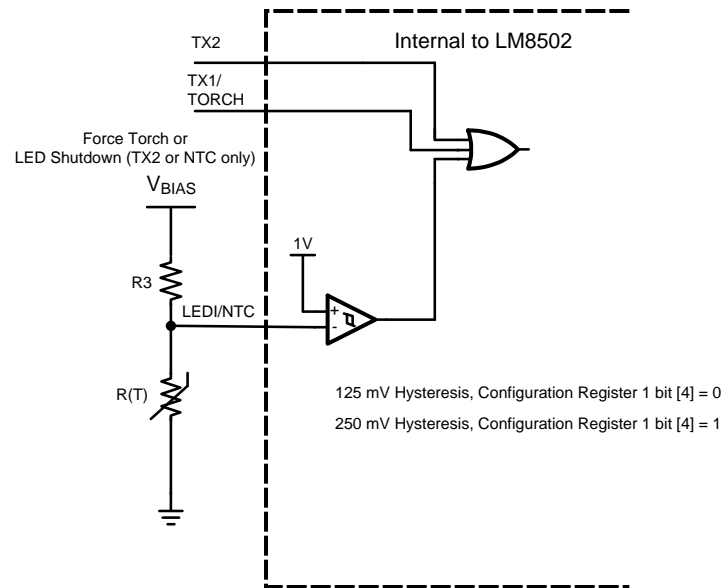 Internal to LM8502
TX2
TX1/
TORCH
Force Torch or
LED Shutdown (TX2 or NTC only)
VBIAS
1V
R3
+
LEDI/NTC
-
R(T)
125 mV Hysteresis, Configuration Register 1 bit [4] = 0
250 mV Hysteresis, Configuration Register 1 bit [4] = 1